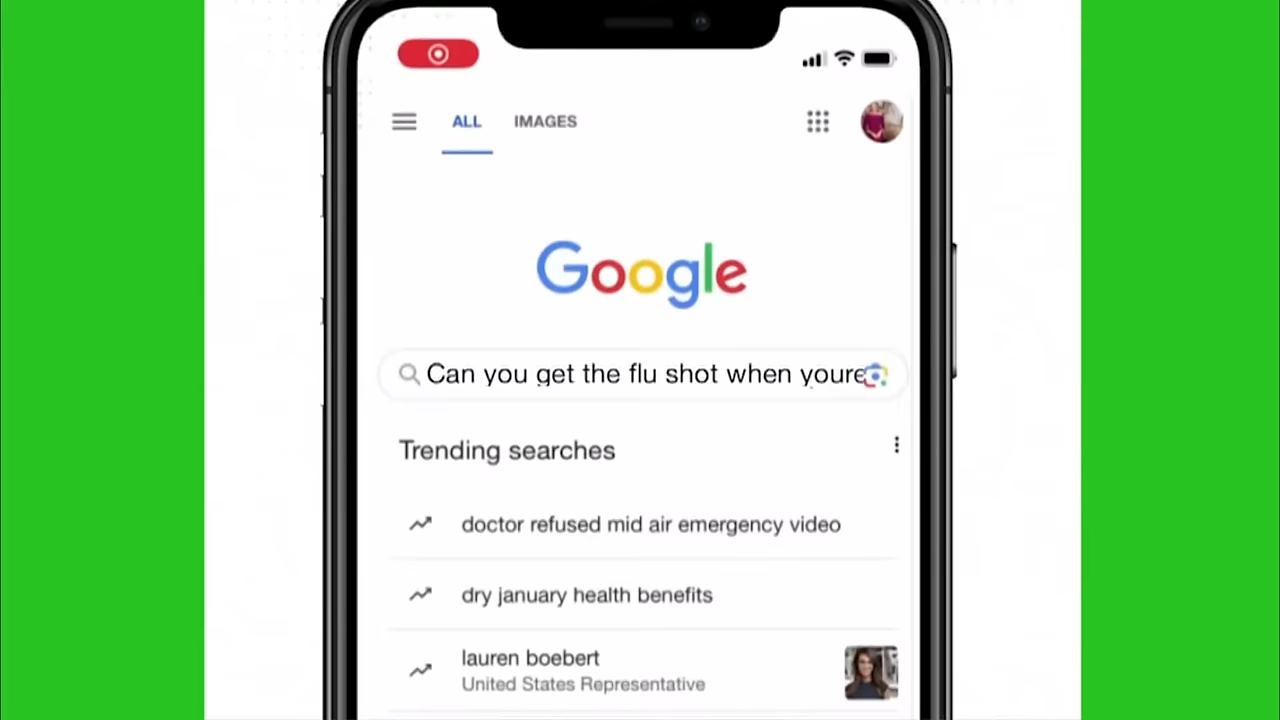 ALL IMAGES
Google
Can you get the flu shot when youre
Trending searches
doctor refused mid air emergency video
dry january health benefits
lauren boebert
United States Representative